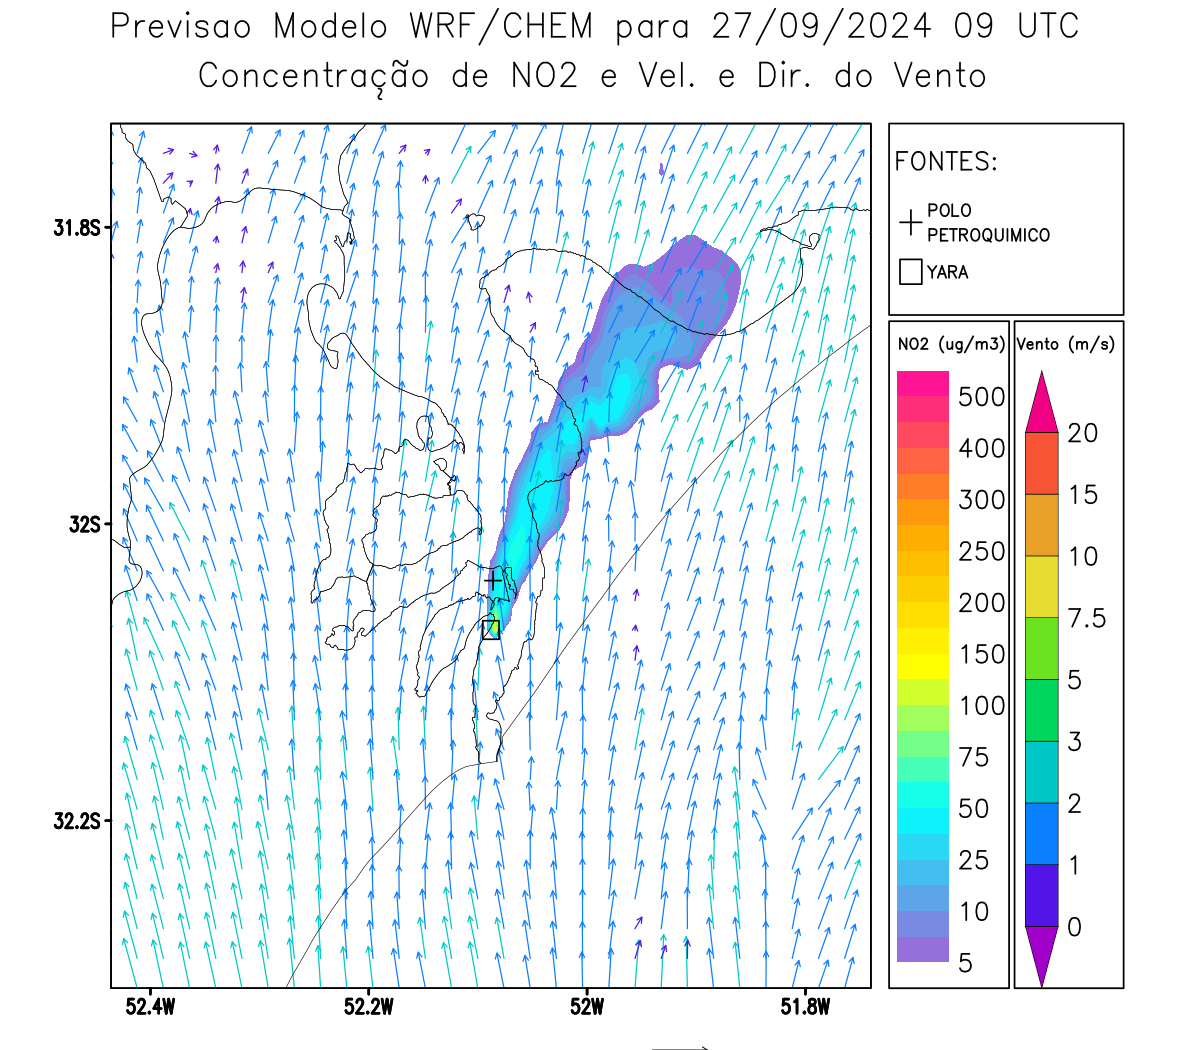 Previsao Modelo WRF/CHEM para 27/09/2024 09 UTC
Concentração de NO2 e Vel. e Dir. do Vento
FONTES:
POLO
PETROQUIMICO
YARA
NO2 (ug/m3)
500
400
300
250
200
150
100
75
50
25
10
5
Vento (m/s)
20
15
10
7.5
5
3
2
1
0
31.8S
32S
32.2S
52.4W
52.2W
52W
51.8W